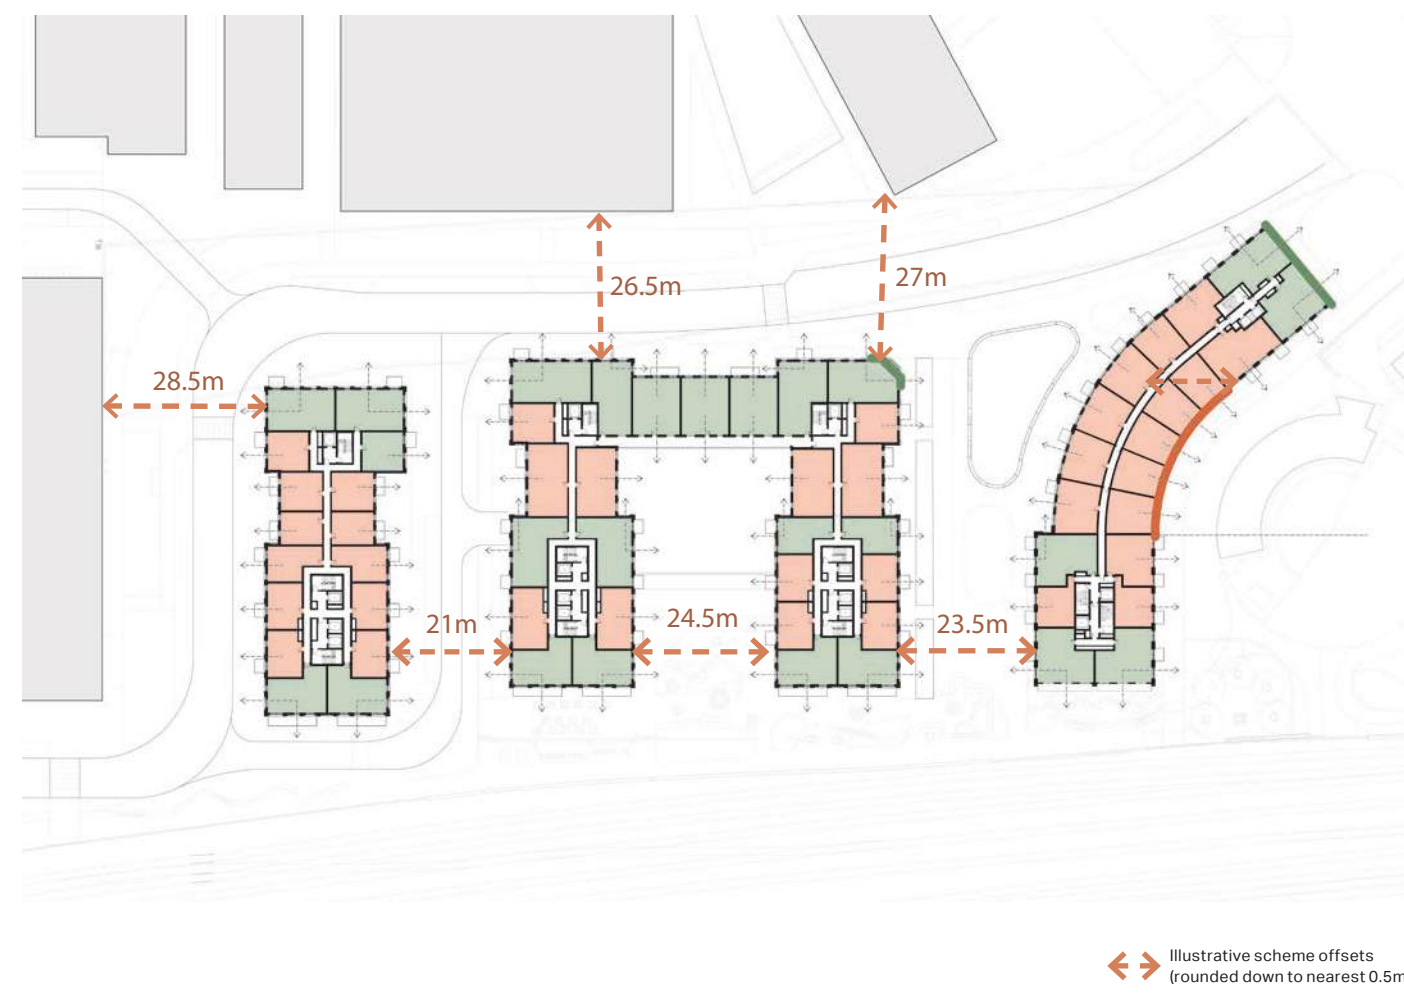 26.5m
27m
28.5m
21m
24.5m
23.5m
Illustrative scheme offsets
(rounded down to nearest 0.5m